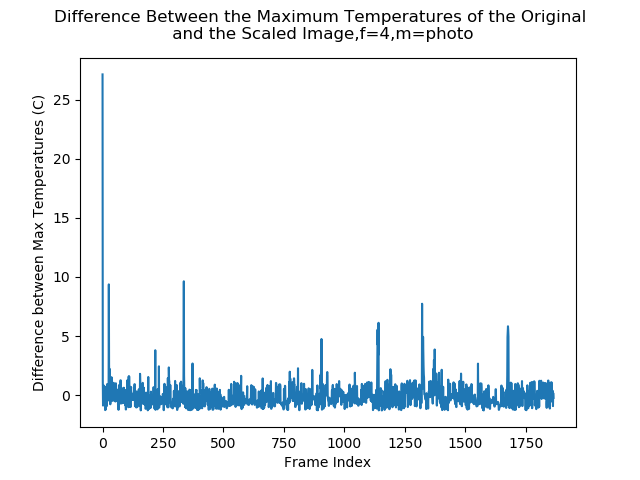 Difference Between the Maximum Temperatures of the Original
and the Scaled Image,f=4,m=photo
Difference between Max Temperatures (C)
25
20
15
10
5
0
0 250 500 750 1000 1250 1500 1750
Frame Index